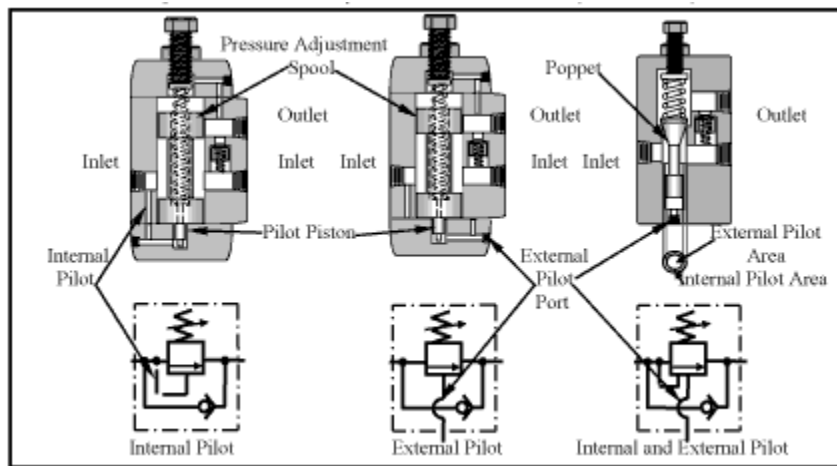 Pressure Adjustment
Spool
Poppet
Outlet
Outlet
Outlet
Inlet
Inlet
Inlet
Inlet
Inlet
Pilot Piston
Internal
Pilot
External
Pilot
Port
External Pilot
Area
Internal Pilot Area
Internal Pilot
External Pilot
Internal and External Pilot